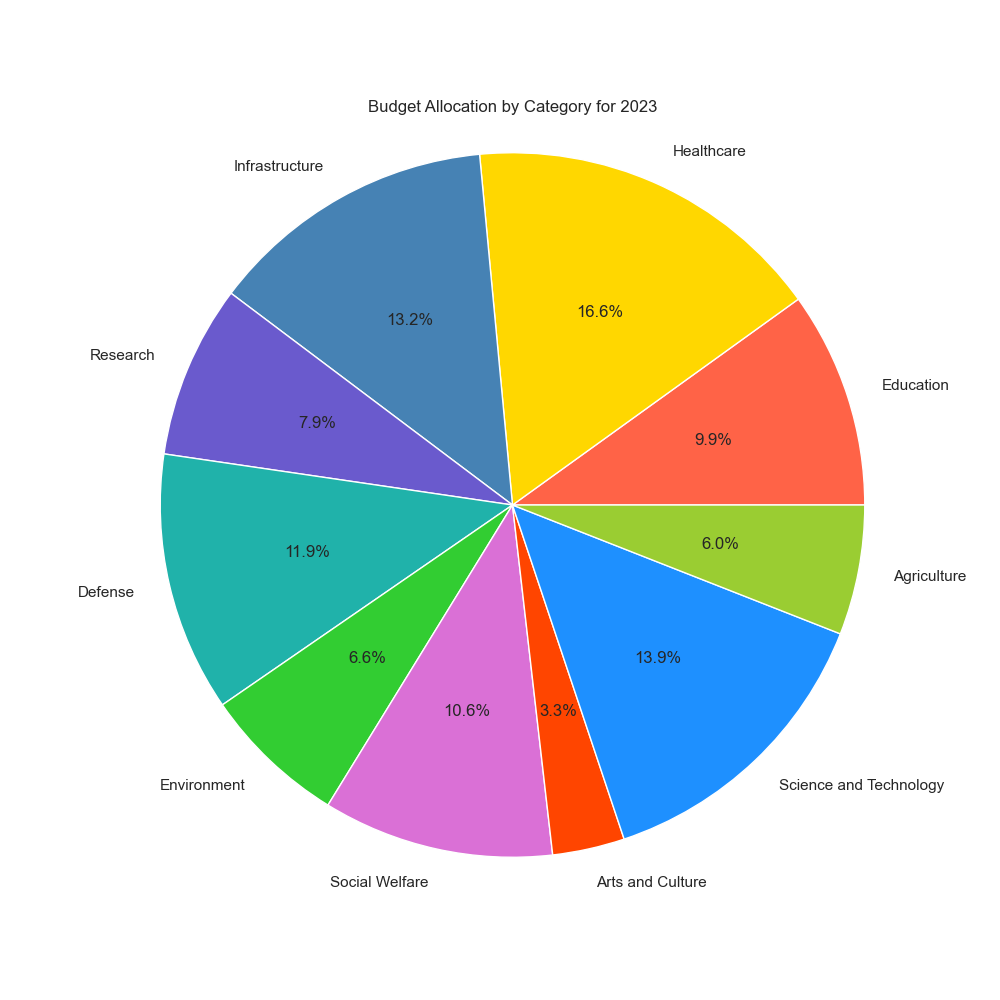 Budget Allocation by Category for 2023
Healthcare
Infrastructure
16.6%
13.2%
Research
Education
7.9%
9.9%
11.9%
6.0%
Defense
Agriculture
6.6%
13.9%
10.6%
3.3%
Environment
Science and Technology
Social Welfare
Arts and Culture